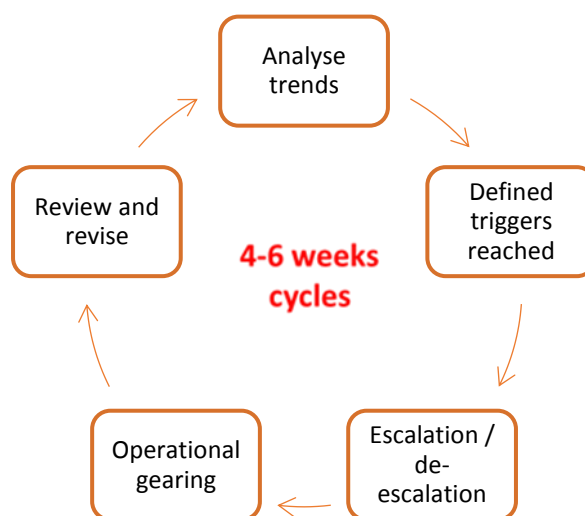 Analyse
trends
Defined
triggers
reached
Escalation /
de-
escalation
Operational
gearing
Review and
revise
4-6 weeks
cycles